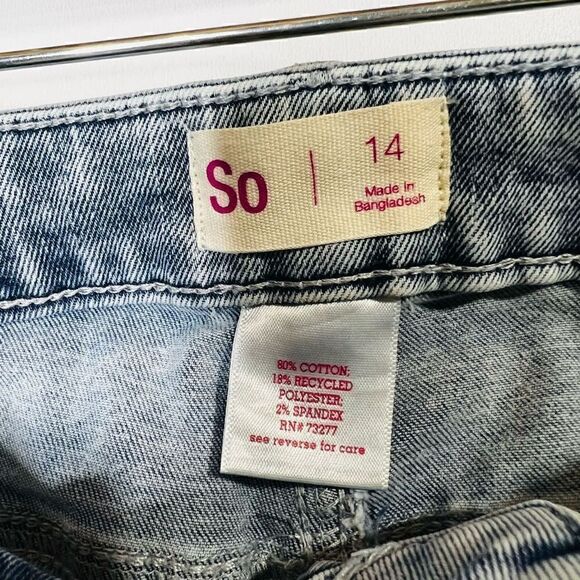 So | 14
Made in
Bangladesh
80% COTTON;
18% RECYCLED
POLYESTER;
2% SPANDEX
RN# 73277
see reverse for care